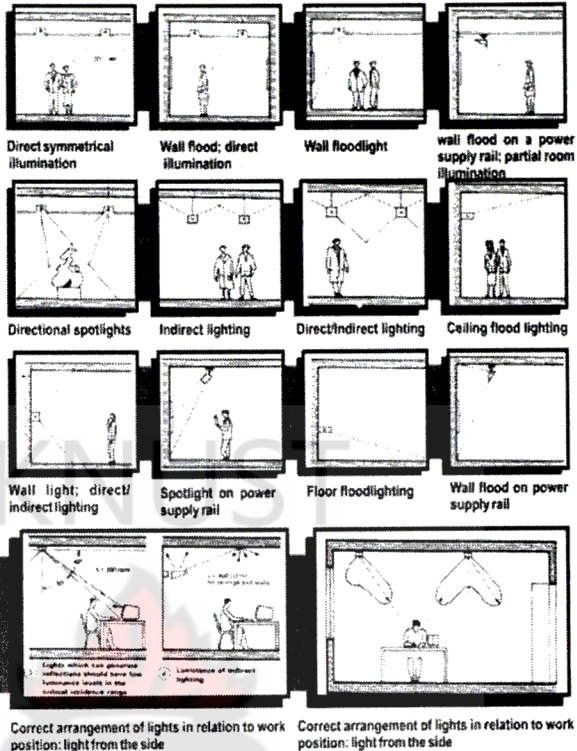 Direct symmetrical
illumination
Wall flood; direct
illumination
Wall floodlight
wall flood on a power
supply rail; partial room
illumination
Directional spotlights
Indirect lighting
Direct/Indirect lighting
Ceiling flood lighting
Wall light; direct/
indirect lighting
Spotlight on power
supply rail
Floor floodlighting
Wall flood on power
supply rail
Lights which can generate
reflections should have low
luminance levels in the
critical incidence range
Luminance of indirect
lighting
Correct arrangement of lights in relation to work
position: light from the side
Correct arrangement of lights in relation to work
position: light from the side
KNUST